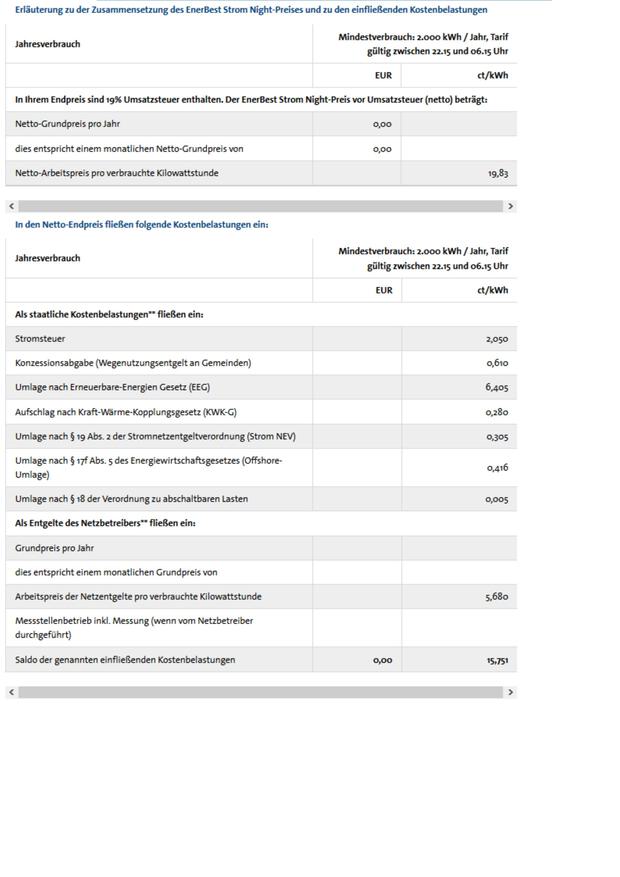 Erläuterung zu der Zusammensetzung des EnerBest Strom Night-Preises und zu den einfließenden Kostenbelastungen
Jahresverbrauch
Mindestverbrauch: 2.000 kWh / Jahr, Tarif
gültig zwischen 22.15 und 06.15 Uhr
EUR ct/kWh
In Ihrem Endpreis sind 19% Umsatzsteuer enthalten. Der EnerBest Strom Night-Preis vor Umsatzsteuer (netto) beträgt:
Netto-Grundpreis pro Jahr 0,00
dies entspricht einem monatlichen Netto-Grundpreis von 0,00
Netto-Arbeitspreis pro verbrauchte Kilowattstunde 19,83
In den Netto-Endpreis fließen folgende Kostenbelastungen ein:
Jahresverbrauch
Mindestverbrauch: 2.000 kWh / Jahr, Tarif
gültig zwischen 22.15 und 06.15 Uhr
EUR ct/kWh
Als staatliche Kostenbelastungen** fließen ein:
Stromsteuer 2,050
Konzessionsabgabe (Wegenutzungsentgelt an Gemeinden) 0,610
Umlage nach Erneuerbare-Energien Gesetz (EEG) 6,405
Aufschlag nach Kraft-Wärme-Kopplungsgesetz (KWK-G) 0,280
Umlage nach § 19 Abs. 2 der Stromnetzentgeltverordnung (Strom NEV) 0,305
Umlage nach § 17f Abs. 5 des Energiewirtschaftsgesetzes (Offshore-
Umlage) 0,416
Umlage nach § 18 der Verordnung zu abschaltbaren Lasten 0,005
Als Entgelte des Netzbetreibers** fließen ein:
Grundpreis pro Jahr
dies entspricht einem monatlichen Grundpreis von
Arbeitspreis der Netzentgelte pro verbrauchte Kilowattstunde 5,680
Messstellenbetrieb inkl. Messung (wenn vom Netzbetreiber
durchgeführt)
Saldo der genannten einfließenden Kostenbelastungen 0,00 15,751